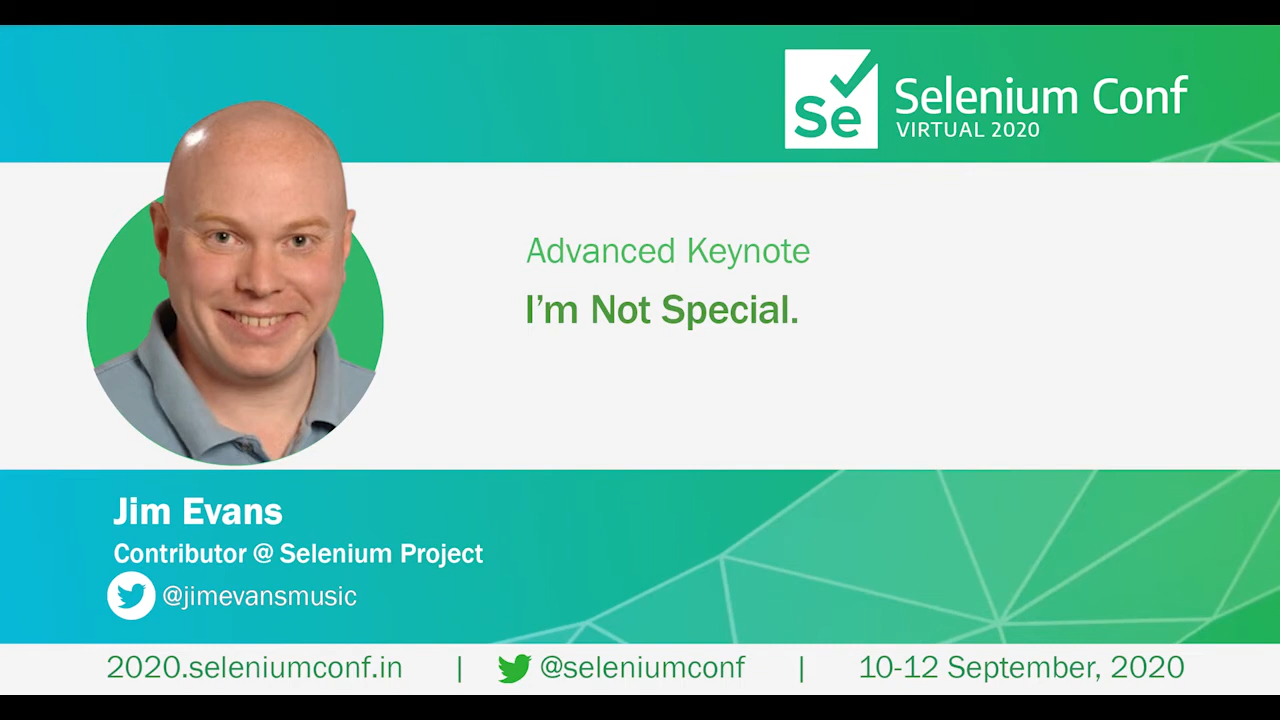 Se
Selenium Conf
VIRTUAL 2020
Advanced Keynote
I'm Not Special.
Jim Evans
Contributor @ Selenium Project
@jimevansmusic
2020.seleniumconf.in | @seleniumconf | 10-12 September, 2020